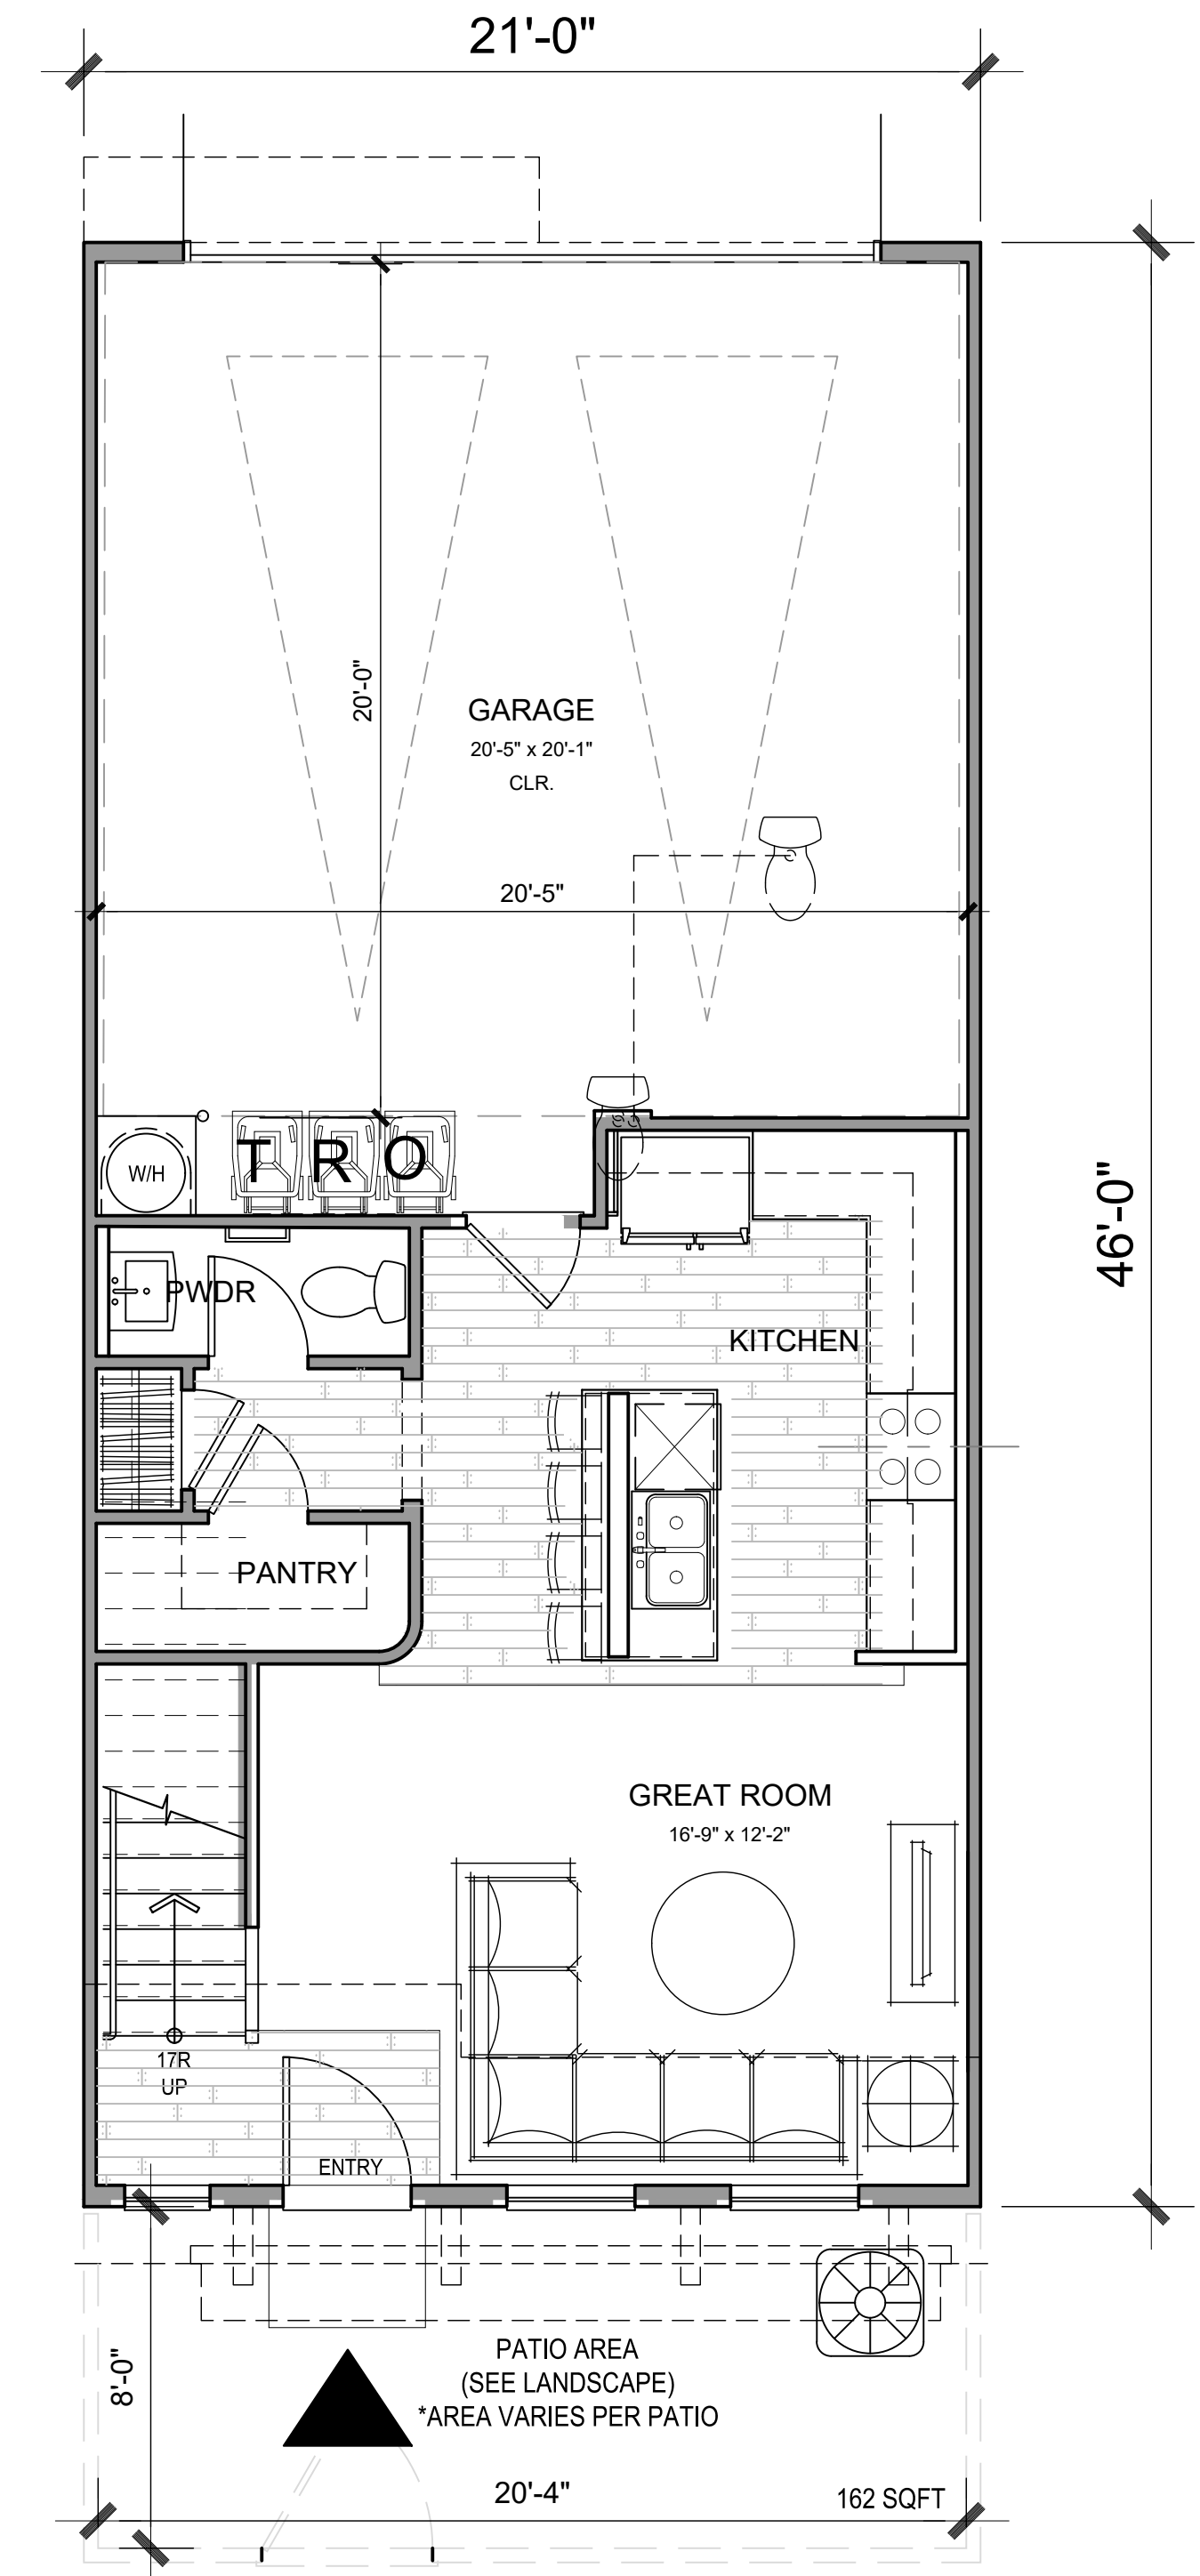 21'-0"
20'-0"
GARAGE
20'-5" x 20'-1"
CLR.
20'-5"
T R O
W/H
46'-0"
PWDR
KITCHEN
PANTRY
GREAT ROOM
16'-9" x 12'-2"
17R
UP
ENTRY
8'-0"
PATIO AREA
(SEE LANDSCAPE)
*AREA VARIES PER PATIO
20'-4"
162 SQFT